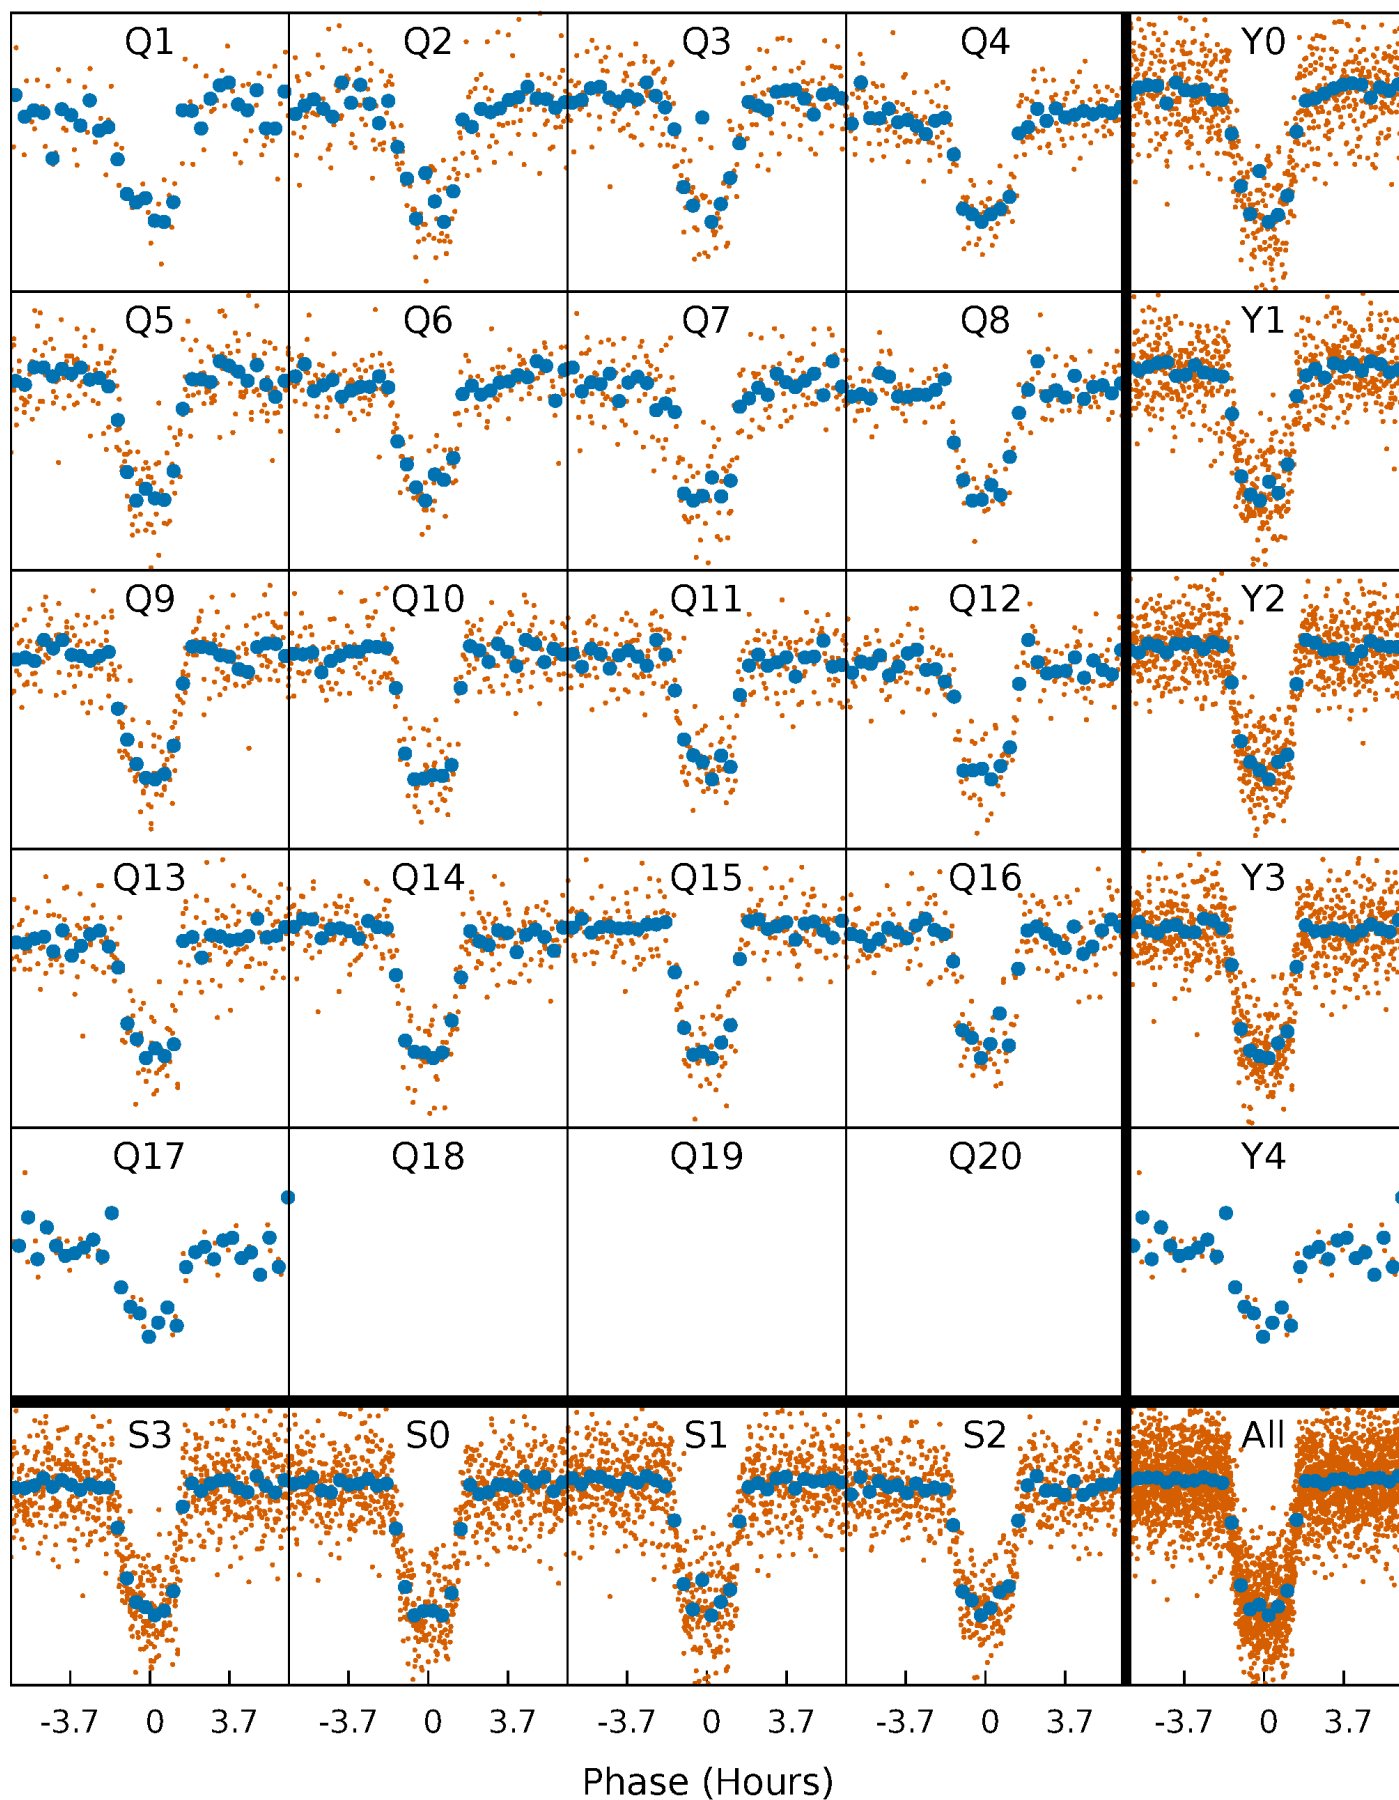 Q1 Q2 Q3 Q4 Y0
Q5 Q6 Q7 Q8 Y1
Q9 Q10 Q11 Q12 Y2
Q13 Q14 Q15 Q16 Y3
Q17 Q18 Q19 Q20 Y4
S3 S0 S1 S2 All
-3.7 0 3.7 -3.7 0 3.7 -3.7 0 3.7 -3.7 0 3.7 -3.7 0 3.7
Phase (Hours)